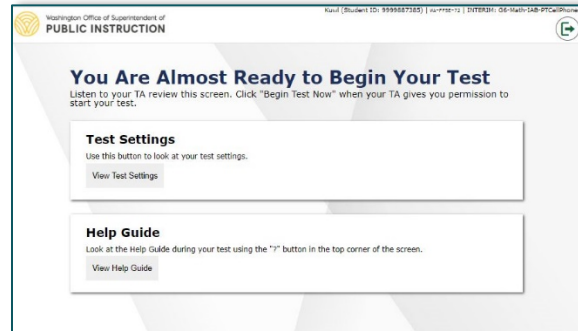 Washington Office of Superintendent of
PUBLIC INSTRUCTION
(Student ID: 9999887385) | INTERIM: G6-Math-IAB-PTCellPhone
You Are Almost Ready to Begin Your Test
Listen to your TA review this screen. Click "Begin Test Now" when your TA gives you permission to
start your test.
Test Settings
Use this button to look at your test settings.
View Test Settings
Help Guide
Look at the Help Guide during your test using the "?" button in the top corner of the screen.
View Help Guide